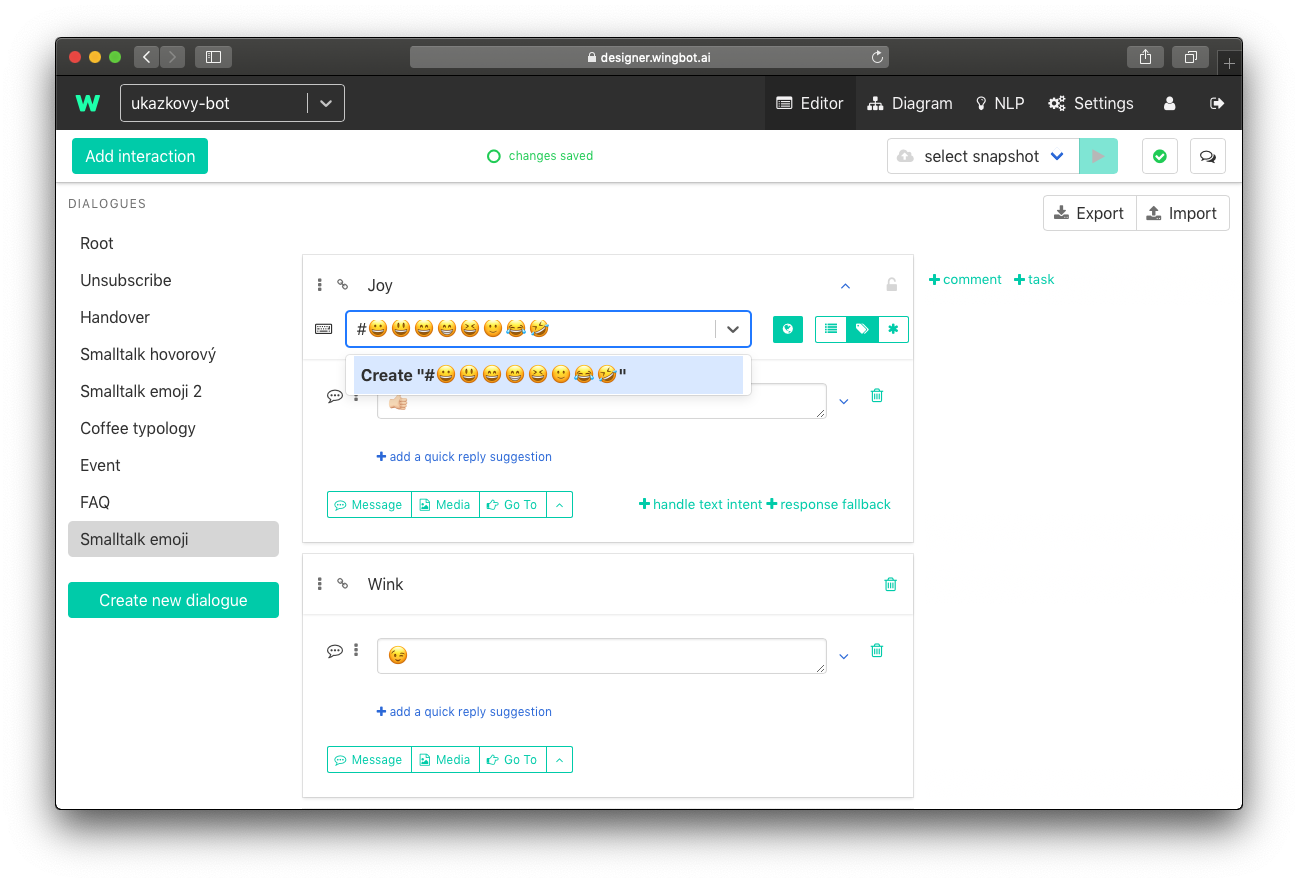 designer.wingbot.ai
W ukazkovy-bot Editor Diagram NLP Settings
Add interaction changes saved select snapshot
DIALOGUES
Export Import
Root
Unsubscribe
Handover
Smalltalk hovorový
Smalltalk emoji 2
Coffee typology
Event
FAQ
Smalltalk emoji
Create new dialogue
Joy
+ comment + task
#😀😃😄😁😆🙂😂🤣
Create "#😀😃😄😁😆🙂😂🤣"
👍🏻
+ add a quick reply suggestion
Message Media Go To + handle text intent + response fallback
Wink
😉
+ add a quick reply suggestion
Message Media Go To